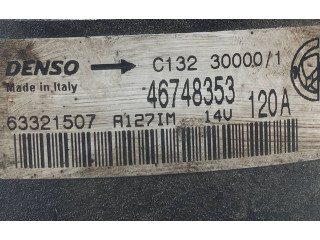 DENSO → C132 30000/1
Made in, Italy
46748353
120A
63321507 A127IM 14V